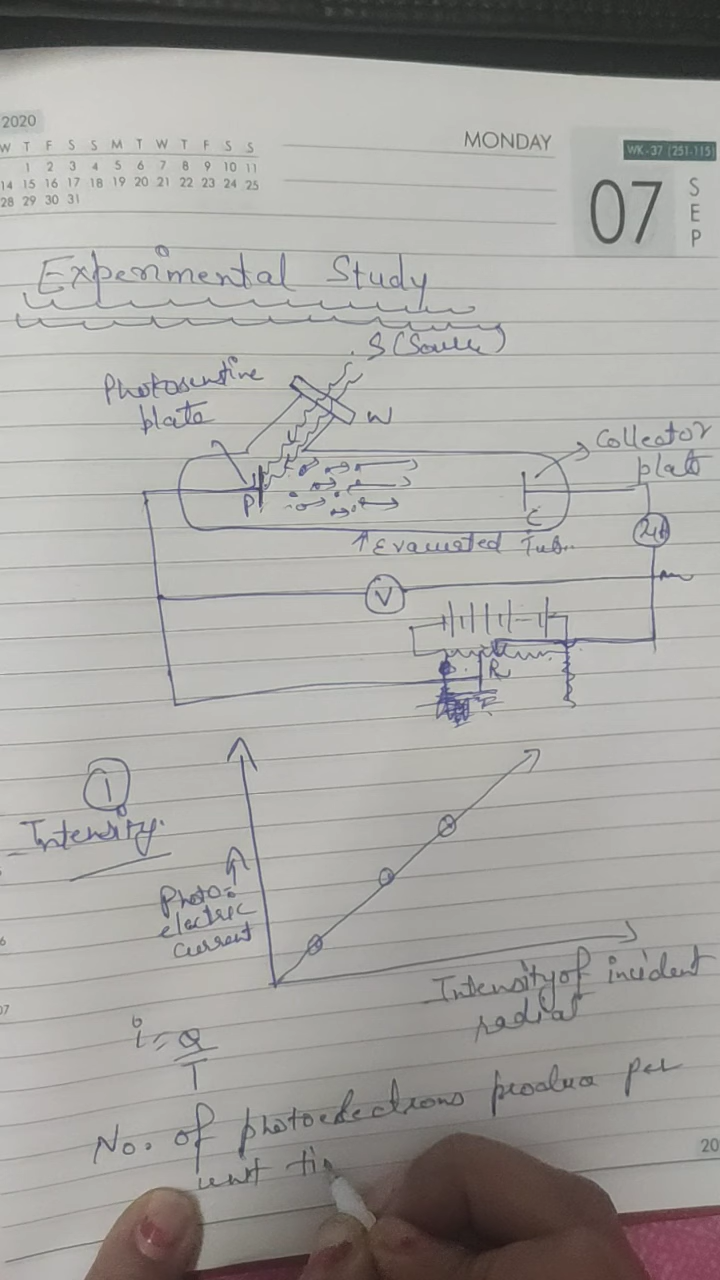 2020
MONDAY
WK-37 (251-115)
W T F S S M T W T F S S
1 2 3 4 5 6 7 8 9 10 11
14 15 16 17 18 19 20 21 22 23 24 25
28 29 30 31
07
SEP
Experimental Study
S (Source)
Photosensitive
plate
W
Collector
plate
P
C
Evacuated Tube
μA
V
R
1
Intensity
Photo-
electric
current
Intensity of incident
radiat
i = Q
T
No. of photoelectrons produce per
unit tim
20